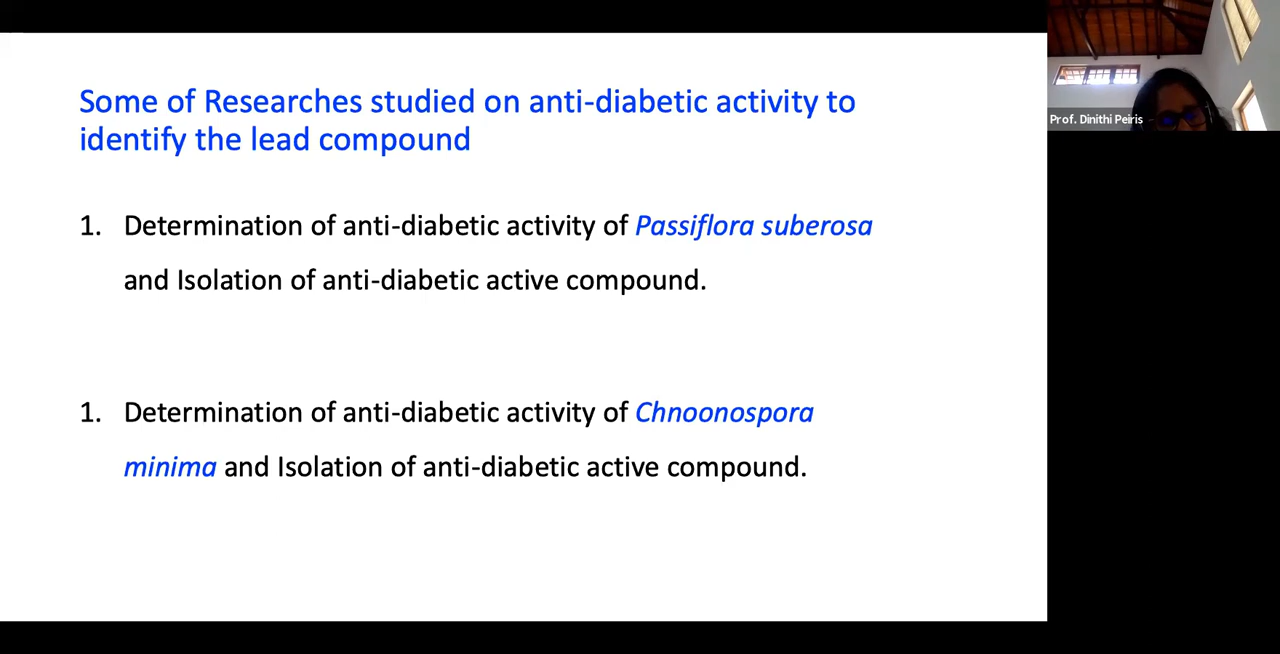 Some of Researches studied on anti-diabetic activity to
identify the lead compound
1. Determination of anti-diabetic activity of Passiflora suberosa
and Isolation of anti-diabetic active compound.
1. Determination of anti-diabetic activity of Chnoonospora
minima and Isolation of anti-diabetic active compound.
Prof. Dinithi Peiris